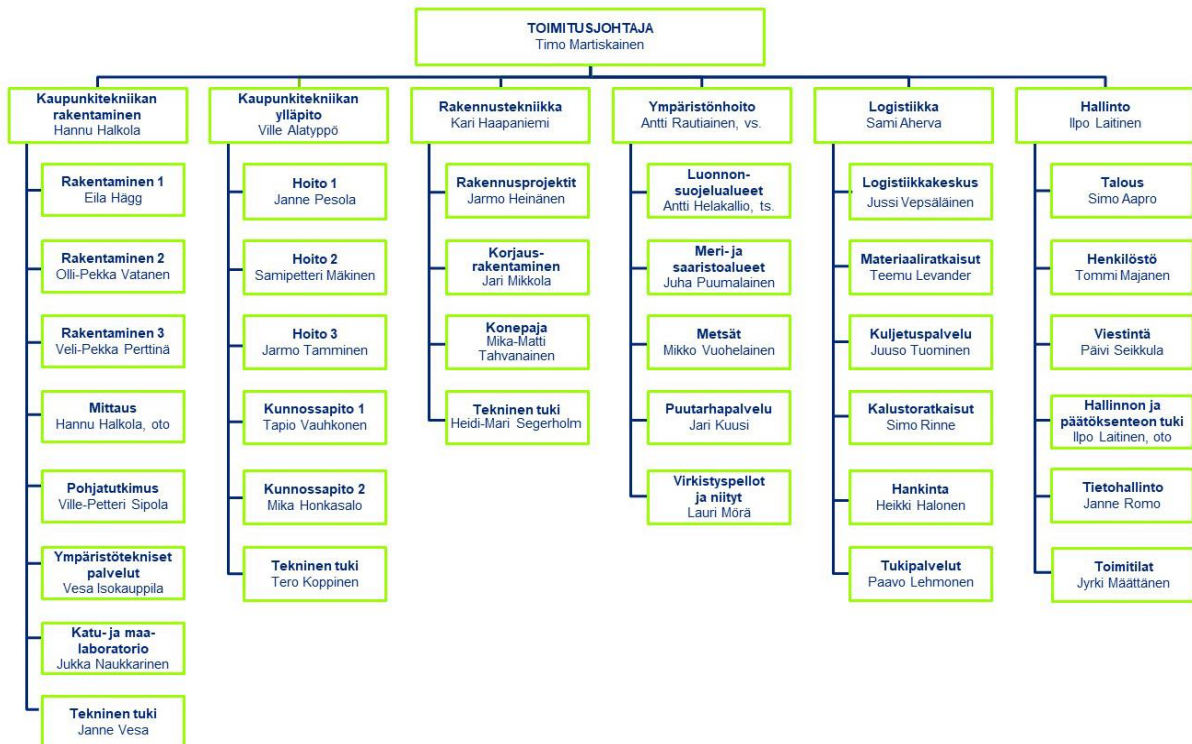 TOIMITUSJOHTAJA
Timo Martiskainen
Kaupunkitekniikan
rakentaminen
Hannu Halkola
Rakentaminen 1
Eila Hägg
Rakentaminen 2
Olli-Pekka Vatanen
Rakentaminen 3
Veli-Pekka Perttinä
Mittaus
Hannu Halkola, oto
Pohjatutkimus
Ville-Petteri Sipola
Ympäristötekniset
palvelut
Vesa Isokauppila
Katu- ja maa-
laboratorio
Jukka Naukkarinen
Tekninen tuki
Janne Vesa
Kaupunkitekniikan
ylläpito
Ville Alatyppö
Hoito 1
Janne Pesola
Hoito 2
Samipetteri Mäkinen
Hoito 3
Jarmo Tamminen
Kunnossapito 1
Tapio Vauhkonen
Kunnossapito 2
Mika Honkasalo
Tekninen tuki
Tero Koppinen
Rakennustekniikka
Kari Haapaniemi
Rakennusprojektit
Jarmo Heinänen
Korjaus-
rakentaminen
Jari Mikkola
Konepaja
Mika-Matti
Tahvanainen
Tekninen tuki
Heidi-Mari Segerholm
Ympäristönhoito
Antti Rautiainen, vs.
Luonnon-
suojelualueet
Antti Helakallio, ts.
Meri- ja
saaristoalueet
Juha Puumalainen
Metsät
Mikko Vuohelainen
Puutarhapalvelu
Jari Kuusi
Virkistyspellot
ja niityt
Lauri Mörä
Logistiikka
Sami Aherva
Logistiikkakeskus
Jussi Vepsäläinen
Materiaaliratkaisut
Teemu Levander
Kuljetuspalvelu
Juuso Tuominen
Kalustoratkaisut
Simo Rinne
Hankinta
Heikki Halonen
Tukipalvelut
Paavo Lehmonen
Hallinto
Ilpo Laitinen
Talous
Simo Aapro
Henkilöstö
Tommi Majanen
Viestintä
Päivi Seikkula
Hallinnon ja
päätöksenteon tuki
Ilpo Laitinen, oto
Tietohallinto
Janne Romo
Toimitilat
Jyrki Määttänen